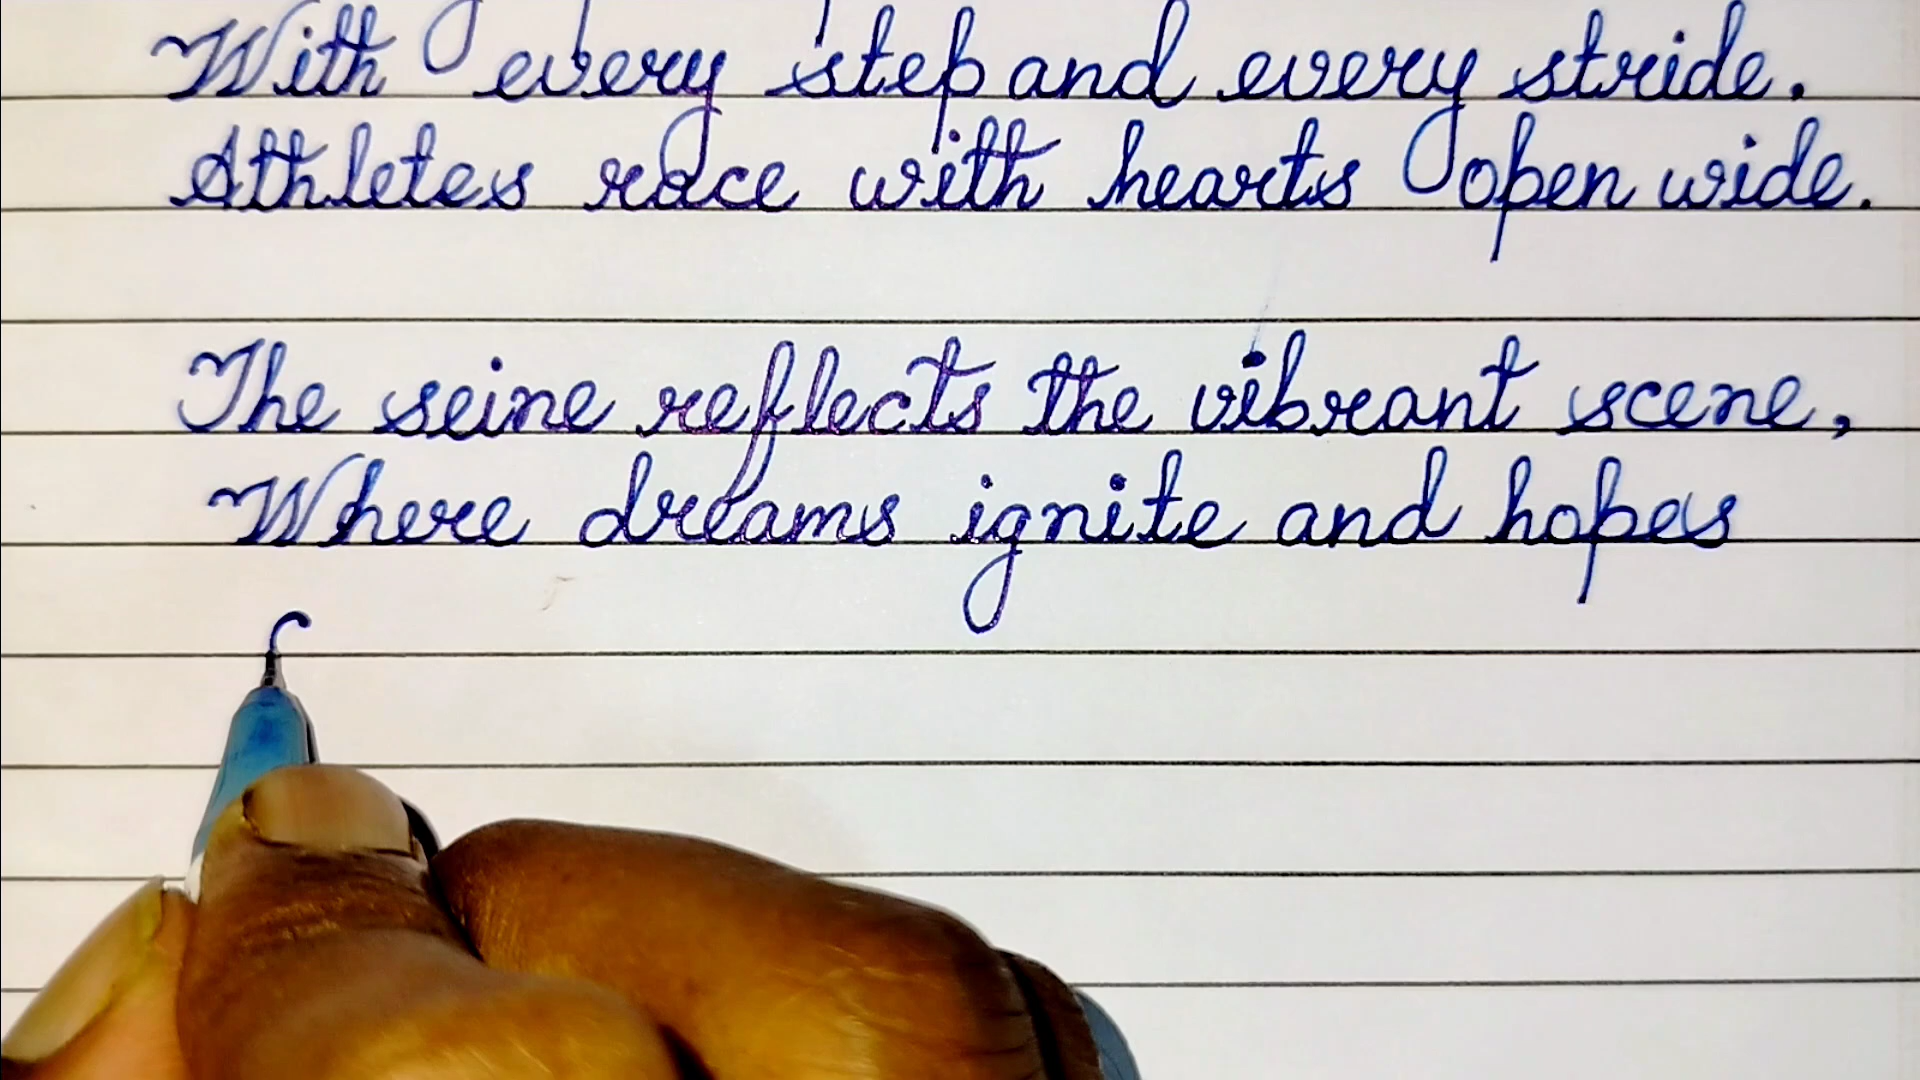 With every step and every stride.
Athletes race with hearts open wide.
The seine reflects the vibrant scene,
Where dreams ignite and hopes